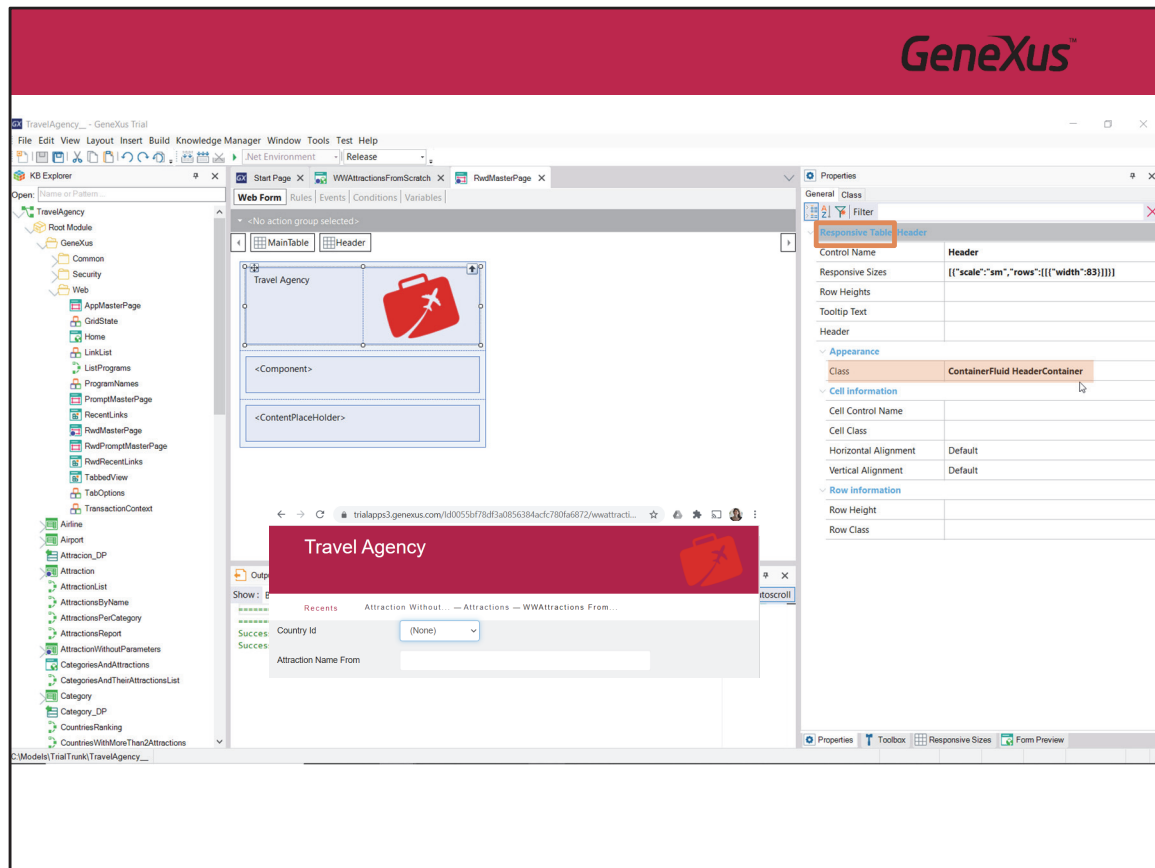 GeneXus™
GX TravelAgency__ - GeneXus Trial
File Edit View Layout Insert Build Knowledge Manager Window Tools Test Help
.Net Environment Release
KB Explorer
Open: Name or Pattern...
TravelAgency
Root Module
GeneXus
Common
Security
Web
AppMasterPage
GridState
Home
LinkList
ListPrograms
ProgramNames
PromptMasterPage
RecentLinks
RwdMasterPage
RwdPromptMasterPage
RwdRecentLinks
TabbedView
TabOptions
TransactionContext
Airline
Airport
Attracion_DP
Attraction
AttractionList
AttractionsByName
AttractionsPerCategory
AttractionsReport
AttractionWithoutParameters
CategoriesAndAttractions
CategoriesAndTheirAttractionsList
Category
Category_DP
CountriesRanking
CountriesWithMoreThan2Attractions
GX Start Page WWAttractionsFromScratch RwdMasterPage
Web Form Rules Events Conditions Variables
<No action group selected>
MainTable Header
Travel Agency
<Component>
<ContentPlaceHolder>
trialapps3.genexus.com/Id0055bf78df3a0856384acfc780fa6872/wwattracti...
Travel Agency
Recents Attraction Without... — Attractions — WWAttractions From...
Country Id (None)
Attraction Name From
Outp
Show:
Succes
Succes
toscroll
Properties
General Class
Filter
Responsive Table: Header
Control Name Header
Responsive Sizes [{"scale":"sm","rows":[[{"width":83}]]}]
Row Heights
Tooltip Text
Header
Appearance
Class ContainerFluid HeaderContainer
Cell information
Cell Control Name
Cell Class
Horizontal Alignment Default
Vertical Alignment Default
Row information
Row Height
Row Class
Properties Toolbox Responsive Sizes Form Preview
C:\Models\TrialTrunk\TravelAgency__